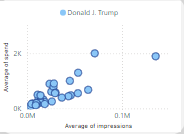 Donald J. Trump
Average of spend
2K
0K
0.0M
0.1M
Average of impressions